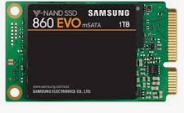 V-NAND SSD
SAMSUNG
860 EVO mSATA
1TB
SAMSUNG ELECTRONICS CO., LTD.